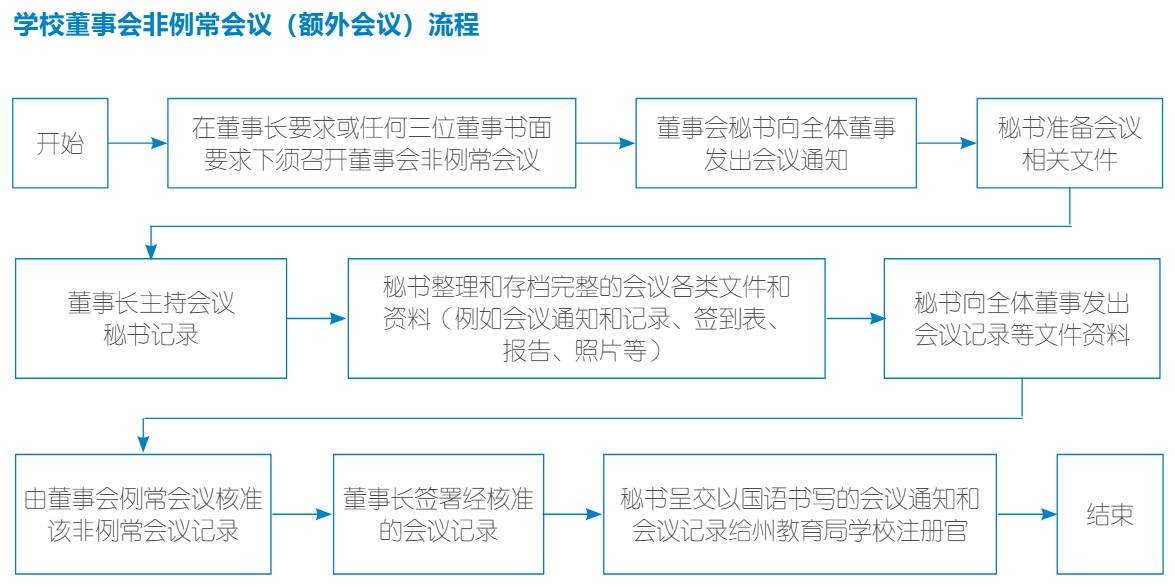 学校董事会非例常会议（额外会议）流程
开始
在董事长要求或任何三位董事书面
要求下须召开董事会非例常会议
董事会秘书向全体董事
发出会议通知
秘书准备会议
相关文件
董事长主持会议
秘书记录
秘书整理和存档完整的会议各类文件和
资料（例如会议通知和记录、签到表、
报告、照片等）
秘书向全体董事发出
会议记录等文件资料
由董事会例常会议核准
该非例常会议记录
董事长签署经核准
的会议记录
秘书呈交以国语书写的会议通知和
会议记录给州教育局学校注册官
结束